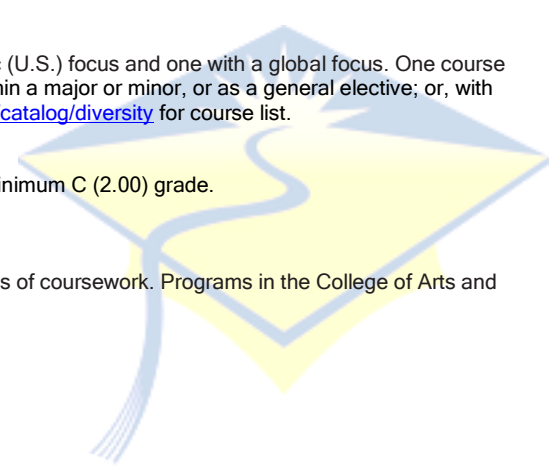 (U.S.) focus and one with a global focus. One course
in a major or minor, or as a general elective; or, with
catalog/diversity for course list.
nimum C (2.00) grade.
s of coursework. Programs in the College of Arts and